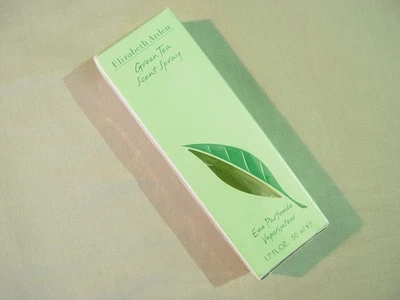 Elizabeth Arden
Green Tea
Scent Spray
Eau Parfumée
Vaporisateur
1.7 FL.OZ. 50 ml e